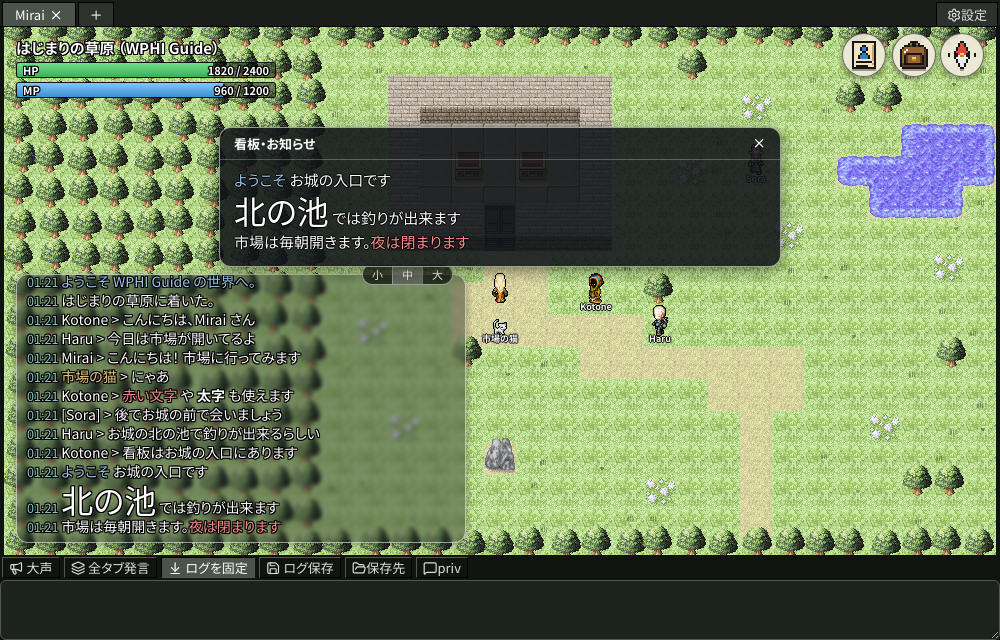 Mirai ×
+
設定
はじまりの草原 (WPHI Guide)
HP 1820 / 2400
MP 960 / 1200
看板・お知らせ ×
ようこそ お城の入口です
北の池 では釣りが出来ます
市場は毎朝開きます。夜は閉まります
Sora
小 中 大
01:21 ようこそ WPHI Guide の世界へ。
01:21 はじまりの草原に着いた。
01:21 Kotone > こんにちは、Mirai さん
01:21 Haru > 今日は市場が開いてるよ
01:21 Mirai > こんにちは! 市場に行ってみます
01:21 市場の猫 > にゃあ
01:21 Kotone > 赤い文字 や 太字 も使えます
01:21 [Sora] > 後でお城の前で会いましょう
01:21 Haru > お城の北の池で釣りが出来るらしい
01:21 Kotone > 看板はお城の入口にあります
01:21 ようこそ お城の入口です
01:21 北の池 では釣りが出来ます
01:21 市場は毎朝開きます。夜は閉まります
Kotone
市場の猫
Haru
大声 全タブ発言 ログを固定 ログ保存 保存先 priv